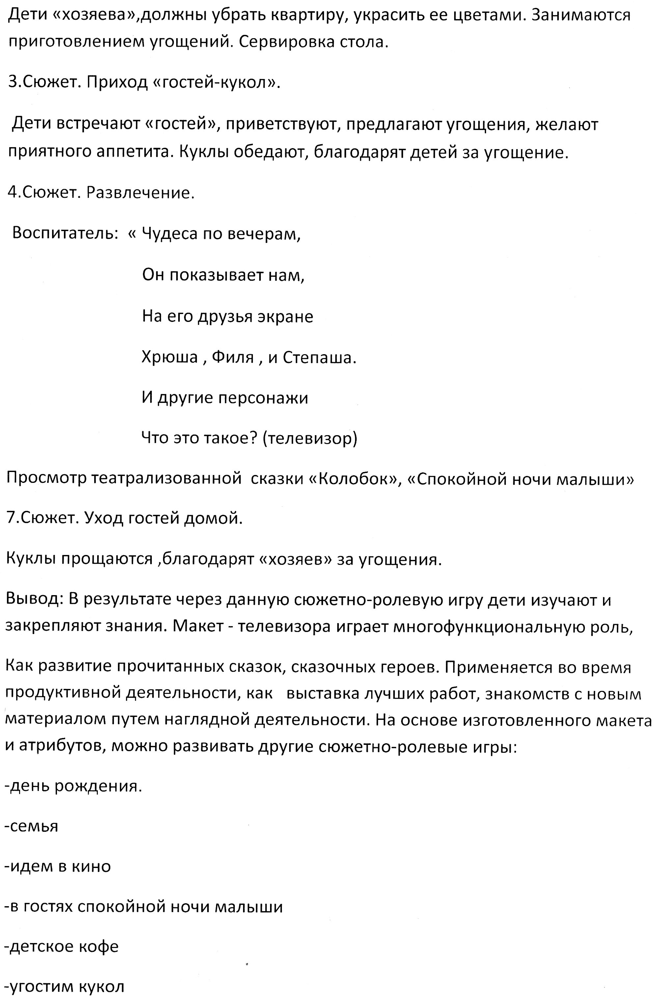 Дети «хозяева»,должны убрать квартиру, украсить ее цветами. Занимаются
приготовлением угощений. Сервировка стола.
3.Сюжет. Приход «гостей-кукол».
Дети встречают «гостей», приветствуют, предлагают угощения, желают
приятного аппетита. Куклы обедают, благодарят детей за угощение.
4.Сюжет. Развлечение.
Воспитатель: « Чудеса по вечерам,
Он показывает нам,
На его друзья экране
Хрюша , Филя , и Степаша.
И другие персонажи
Что это такое? (телевизор)
Просмотр театрализованной сказки «Колобок», «Спокойной ночи малыши»
7.Сюжет. Уход гостей домой.
Куклы прощаются ,благодарят «хозяев» за угощения.
Вывод: В результате через данную сюжетно-ролевую игру дети изучают и
закрепляют знания. Макет - телевизора играет многофункциональную роль,
Как развитие прочитанных сказок, сказочных героев. Применяется во время
продуктивной деятельности, как выставка лучших работ, знакомств с новым
материалом путем наглядной деятельности. На основе изготовленного макета
и атрибутов, можно развивать другие сюжетно-ролевые игры:
-день рождения.
-семья
-идем в кино
-в гостях спокойной ночи малыши
-детское кофе
-угостим кукол